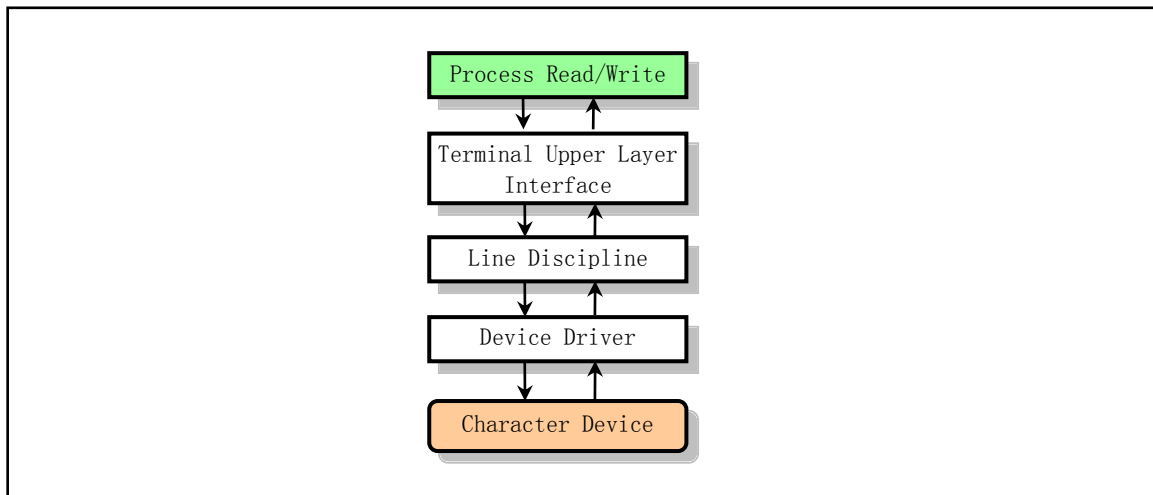 Process Read/Write
Terminal Upper Layer
Interface
Line Discipline
Device Driver
Character Device